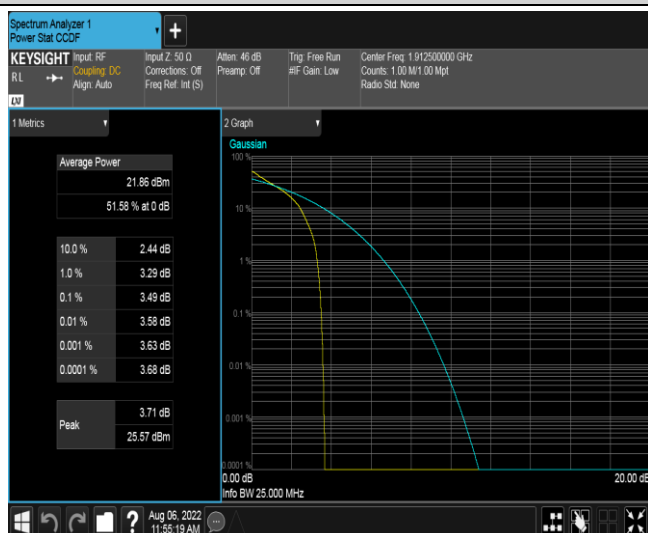 Spectrum Analyzer 1
Power Stat CCDF
KEYSIGHT
RL
LXI
Input: RF
Coupling: DC
Align: Auto
Input Z: 50 Ω
Corrections: Off
Freq Ref: Int (S)
Atten: 46 dB
Preamp: Off
Trig: Free Run
#IF Gain: Low
Center Freq: 1.912500000 GHz
Counts: 1.00 M/1.00 Mpt
Radio Std: None
1 Metrics
Average Power
21.86 dBm
51.58 % at 0 dB
10.0 % 2.44 dB
1.0 % 3.29 dB
0.1 % 3.49 dB
0.01 % 3.58 dB
0.001 % 3.63 dB
0.0001 % 3.68 dB
Peak
3.71 dB
25.57 dBm
2 Graph
Gaussian
100 %
10 %
1 %
0.1 %
0.01 %
0.001 %
0.0001 %
0.00 dB 20.00 dB
Info BW 25.000 MHz
?
Aug 06, 2022
11:55:19 AM